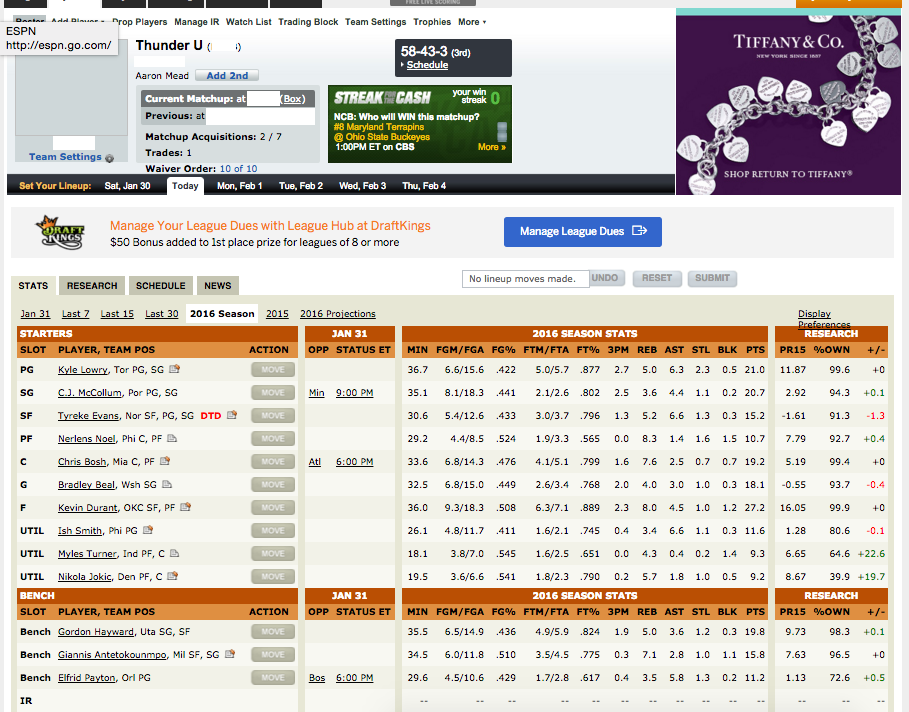 FREE LIVE SCORING
Roster Add Player Drop Players Manage IR Watch List Trading Block Team Settings Trophies More
ESPN
http://espn.go.com/
Thunder U (
Aaron Mead Add 2nd
58-43-3 (3rd)
Schedule
Current Matchup: at (Box)
Previous: at
Matchup Acquisitions: 2 / 7
Trades: 1
Waiver Order: 10 of 10
Team Settings
STREAK FOR THE CASH your win streak 0
NCB: Who will WIN this matchup?
#8 Maryland Terrapins
@ Ohio State Buckeyes
1:00PM ET on CBS More »
TIFFANY & CO.
NEW YORK SINCE 1837
SHOP RETURN TO TIFFANY®
Set Your Lineup: Sat, Jan 30 Today Mon, Feb 1 Tue, Feb 2 Wed, Feb 3 Thu, Feb 4
DRAFT KINGS
Manage Your League Dues with League Hub at DraftKings
$50 Bonus added to 1st place prize for leagues of 8 or more
Manage League Dues
STATS RESEARCH SCHEDULE NEWS
No lineup moves made. UNDO RESET SUBMIT
Jan 31 Last 7 Last 15 Last 30 2016 Season 2015 2016 Projections
Display Preferences
STARTERS JAN 31 2016 SEASON STATS RESEARCH
SLOT PLAYER, TEAM POS ACTION OPP STATUS ET MIN FGM/FGA FG% FTM/FTA FT% 3PM REB AST STL BLK PTS PR15 %OWN +/-
PG Kyle Lowry, Tor PG, SG MOVE 36.7 6.6/15.6 .422 5.0/5.7 .877 2.7 5.0 6.3 2.3 0.5 21.0 11.87 99.6 +0
SG C.J. McCollum, Por PG, SG MOVE Min 9:00 PM 35.1 8.1/18.3 .441 2.1/2.6 .802 2.5 3.6 4.4 1.1 0.2 20.7 2.92 94.3 +0.1
SF Tyreke Evans, Nor SF, PG, SG DTD MOVE 30.6 5.4/12.6 .433 3.0/3.7 .796 1.3 5.2 6.6 1.3 0.3 15.2 -1.61 91.3 -1.3
PF Nerlens Noel, Phi C, PF MOVE 29.2 4.4/8.5 .524 1.9/3.3 .565 0.0 8.3 1.4 1.6 1.5 10.7 7.79 92.7 +0.4
C Chris Bosh, Mia C, PF MOVE Atl 6:00 PM 33.6 6.8/14.3 .476 4.1/5.1 .799 1.6 7.6 2.5 0.7 0.7 19.2 5.19 99.4 +0
G Bradley Beal, Wsh SG MOVE 32.5 6.8/15.0 .449 2.6/3.4 .768 2.0 4.0 3.0 1.0 0.3 18.1 -0.55 93.7 -0.4
F Kevin Durant, OKC SF, PF MOVE 36.0 9.3/18.3 .508 6.3/7.1 .889 2.3 8.0 4.5 1.0 1.2 27.2 16.05 99.9 +0
UTIL Ish Smith, Phi PG MOVE 26.1 4.8/11.7 .411 1.6/2.1 .745 0.4 3.4 6.6 1.1 0.3 11.6 1.28 80.6 -0.1
UTIL Myles Turner, Ind PF, C MOVE 18.1 3.8/7.0 .545 1.6/2.5 .651 0.0 4.3 0.4 0.2 1.4 9.3 6.65 64.6 +22.6
UTIL Nikola Jokic, Den PF, C MOVE 19.5 3.6/6.6 .541 1.8/2.3 .790 0.2 5.7 1.8 1.0 0.5 9.2 8.67 39.9 +19.7
BENCH JAN 31 2016 SEASON STATS RESEARCH
SLOT PLAYER, TEAM POS ACTION OPP STATUS ET MIN FGM/FGA FG% FTM/FTA FT% 3PM REB AST STL BLK PTS PR15 %OWN +/-
Bench Gordon Hayward, Uta SG, SF MOVE 35.5 6.5/14.9 .436 4.9/5.9 .824 1.9 5.0 3.6 1.2 0.3 19.8 9.73 98.3 +0.1
Bench Giannis Antetokounmpo, Mil SF, SG MOVE 34.5 6.0/11.8 .510 3.5/4.5 .775 0.3 7.1 2.8 1.0 1.1 15.8 7.63 96.5 +0
Bench Elfrid Payton, Orl PG MOVE Bos 6:00 PM 29.6 4.5/10.6 .429 1.7/2.8 .617 0.4 3.5 5.8 1.3 0.2 11.2 1.13 72.6 +0.5
IR -- -- -- -- -- -- -- -- -- -- -- -- -- --